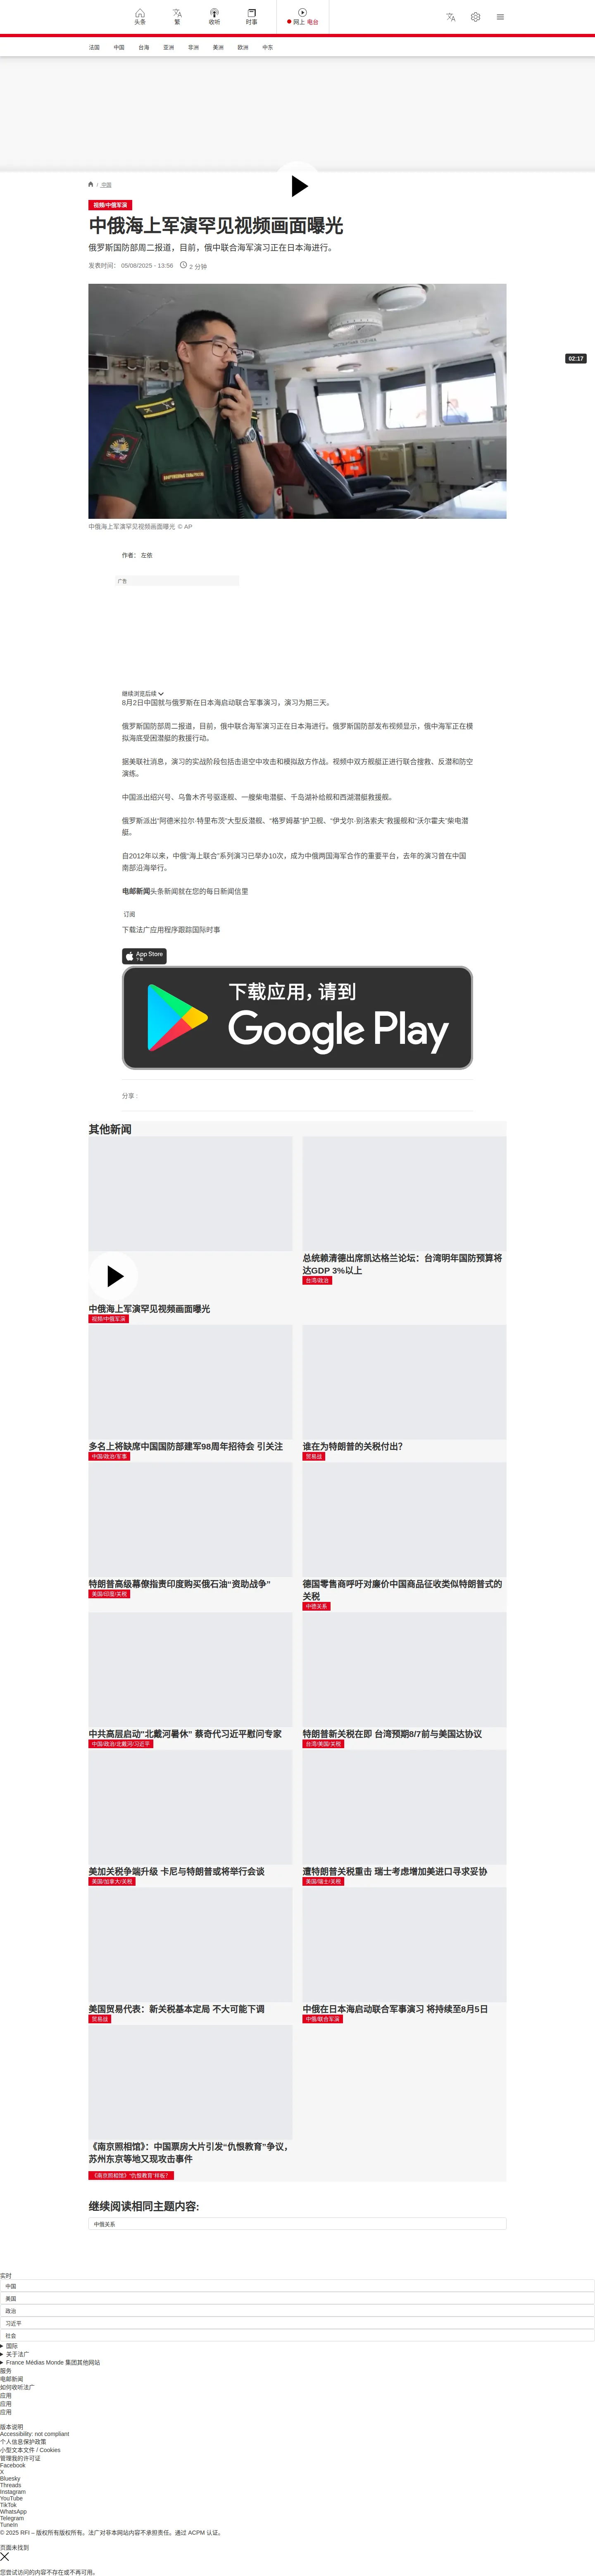 头条
繁
收听
时事
网上 电台
法国
中国
台海
亚洲
非洲
美洲
欧洲
中东
/ 中国
视频/中俄军演
中俄海上军演罕见视频画面曝光
俄罗斯国防部周二报道，目前，俄中联合海军演习正在日本海进行。
发表时间： 05/08/2025 - 13:56
2 分钟
02:17
中俄海上军演罕见视频画面曝光 © AP
作者： 左依
广告
继续浏览后续
8月2日中国就与俄罗斯在日本海启动联合军事演习，演习为期三天。
俄罗斯国防部周二报道，目前，俄中联合海军演习正在日本海进行。俄罗斯国防部发布视频显示，俄中海军正在模
拟海底受困潜艇的救援行动。
据美联社消息，演习的实战阶段包括击退空中攻击和模拟敌方作战。视频中双方舰艇正进行联合搜救、反潜和防空
演练。
中国派出绍兴号、乌鲁木齐号驱逐舰、一艘柴电潜艇、千岛湖补给舰和西湖潜艇救援舰。
俄罗斯派出“阿德米拉尔·特里布茨”大型反潜舰、“格罗姆基”护卫舰、“伊戈尔·别洛索夫”救援舰和“沃尔霍夫”柴电潜
艇。
自2012年以来，中俄“海上联合”系列演习已举办10次，成为中俄两国海军合作的重要平台，去年的演习曾在中国
南部沿海举行。
电邮新闻头条新闻就在您的每日新闻信里
订阅
下载法广应用程序跟踪国际时事
App Store
下载
下载应用，请到
Google Play
分享 :
其他新闻
中俄海上军演罕见视频画面曝光
视频/中俄军演
总统赖清德出席凯达格兰论坛：台湾明年国防预算将
达GDP 3%以上
台湾/政治
多名上将缺席中国国防部建军98周年招待会 引关注
中国/政治/军事
谁在为特朗普的关税付出？
贸易战
特朗普高级幕僚指责印度购买俄石油“资助战争”
美国/印度/关税
德国零售商呼吁对廉价中国商品征收类似特朗普式的
关税
中德关系
中共高层启动"北戴河暑休” 蔡奇代习近平慰问专家
中国/政治/北戴河/习近平
特朗普新关税在即 台湾预期8/7前与美国达协议
台湾/美国/关税
美加关税争端升级 卡尼与特朗普或将举行会谈
美国/加拿大/关税
遭特朗普关税重击 瑞士考虑增加美进口寻求妥协
美国/瑞士/关税
美国贸易代表：新关税基本定局 不大可能下调
贸易战
中俄在日本海启动联合军事演习 将持续至8月5日
中俄/联合军演
《南京照相馆》：中国票房大片引发“仇恨教育”争议，
苏州东京等地又现攻击事件
《南京照相馆》“仇恨教育”样板？
继续阅读相同主题内容:
中俄关系
实时
中国
美国
政治
习近平
社会
国际
关于法广
France Médias Monde 集团其他网站
服务
电邮新闻
如何收听法广
应用
应用
应用
版本说明
Accessibility: not compliant
个人信息保护政策
小型文本文件 / Cookies
管理我的许可证
Facebook
X
Bluesky
Threads
Instagram
YouTube
TikTok
WhatsApp
Telegram
TuneIn
© 2025 RFI – 版权所有版权所有。法广对非本网站内容不承担责任。通过 ACPM 认证。
页面未找到
您尝试访问的内容不存在或不再可用。